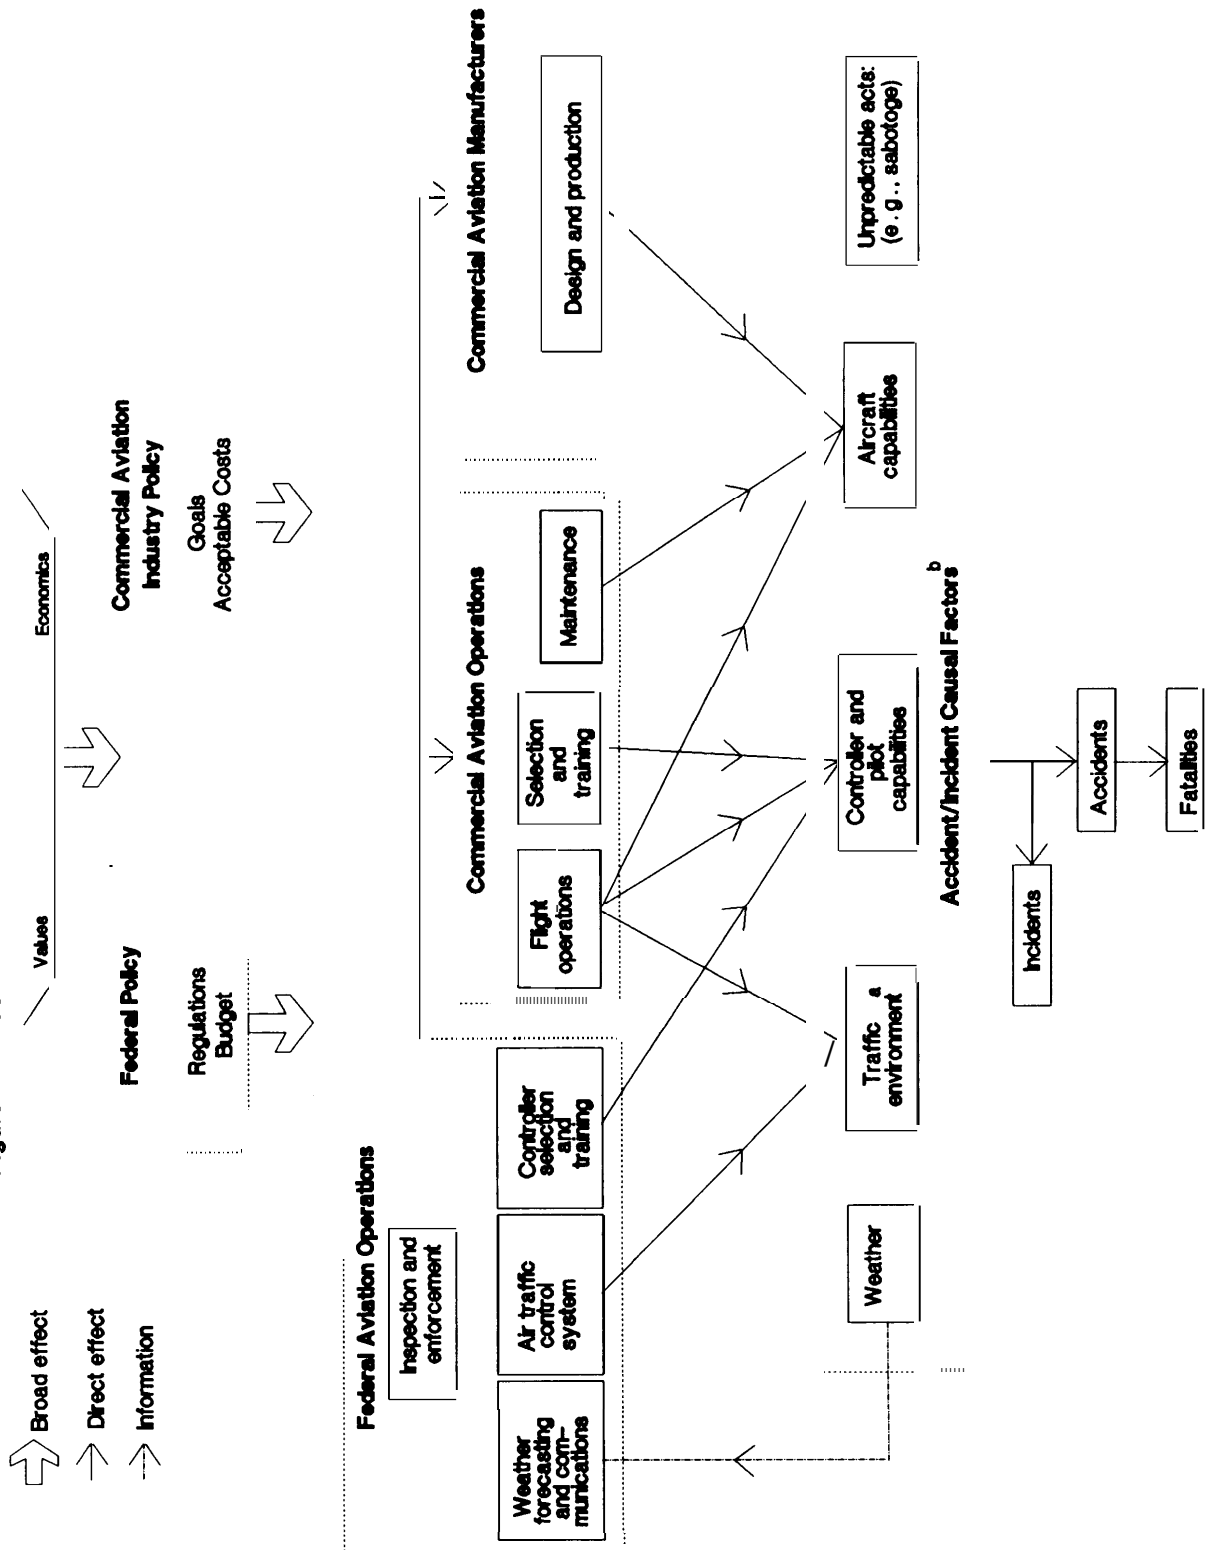 Broad effect
Direct effect
Information
Values
Economics
Federal Policy
Regulations
Budget
Commercial Aviation
Industry Policy
Goals
Acceptable Costs
Federal Aviation Operations
Inspection and
enforcement
Weather
forecasting
and com-
munications
Air traffic
control
system
Controller
selection
and
training
Commercial Aviation Operations
Flight
operations
Selection
and
training
Maintenance
Commercial Aviation Manufacturers
Design and production
Weather
Traffic a
environment
Controller and
pilot
capabilities
Aircraft
capabilities
Unpredictable acts:
(e.g., sabotoge)
Accident/Incident Causal Factors b
Incidents
Accidents
Fatalities